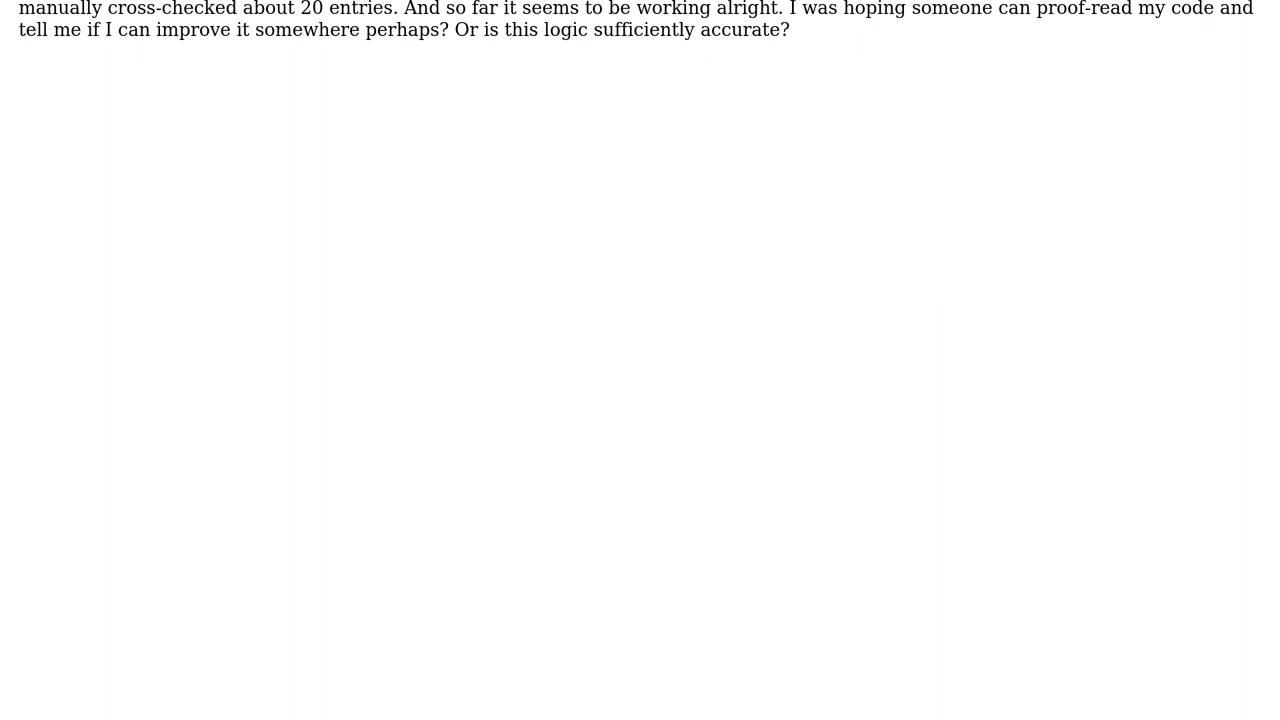 manually cross-checked about 20 entries. And so far it seems to be working alright. I was hoping someone can proof-read my code and
tell me if I can improve it somewhere perhaps? Or is this logic sufficiently accurate?